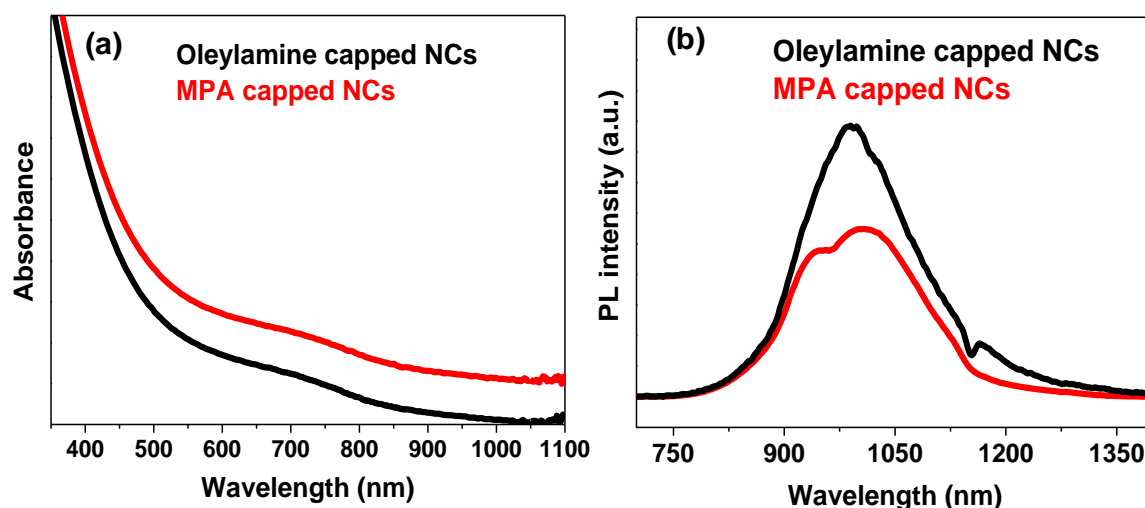 (a)
Oleylamine capped NCs
MPA capped NCs
Absorbance
400 500 600 700 800 900 1000 1100
Wavelength (nm)
(b)
Oleylamine capped NCs
MPA capped NCs
PL intensity (a.u.)
750 900 1050 1200 1350
Wavelength (nm)